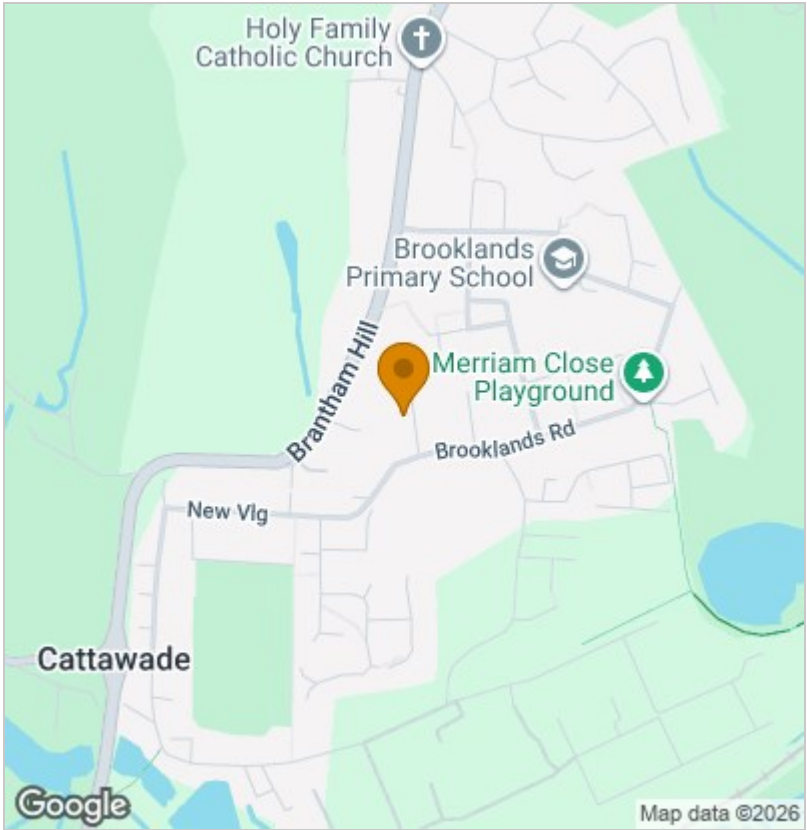 Holy Family
Catholic Church
Brooklands
Primary School
Merriam Close
Playground
Brantham Hill
Brooklands Rd
New Vlg
Cattawade
Google
Map data ©2026